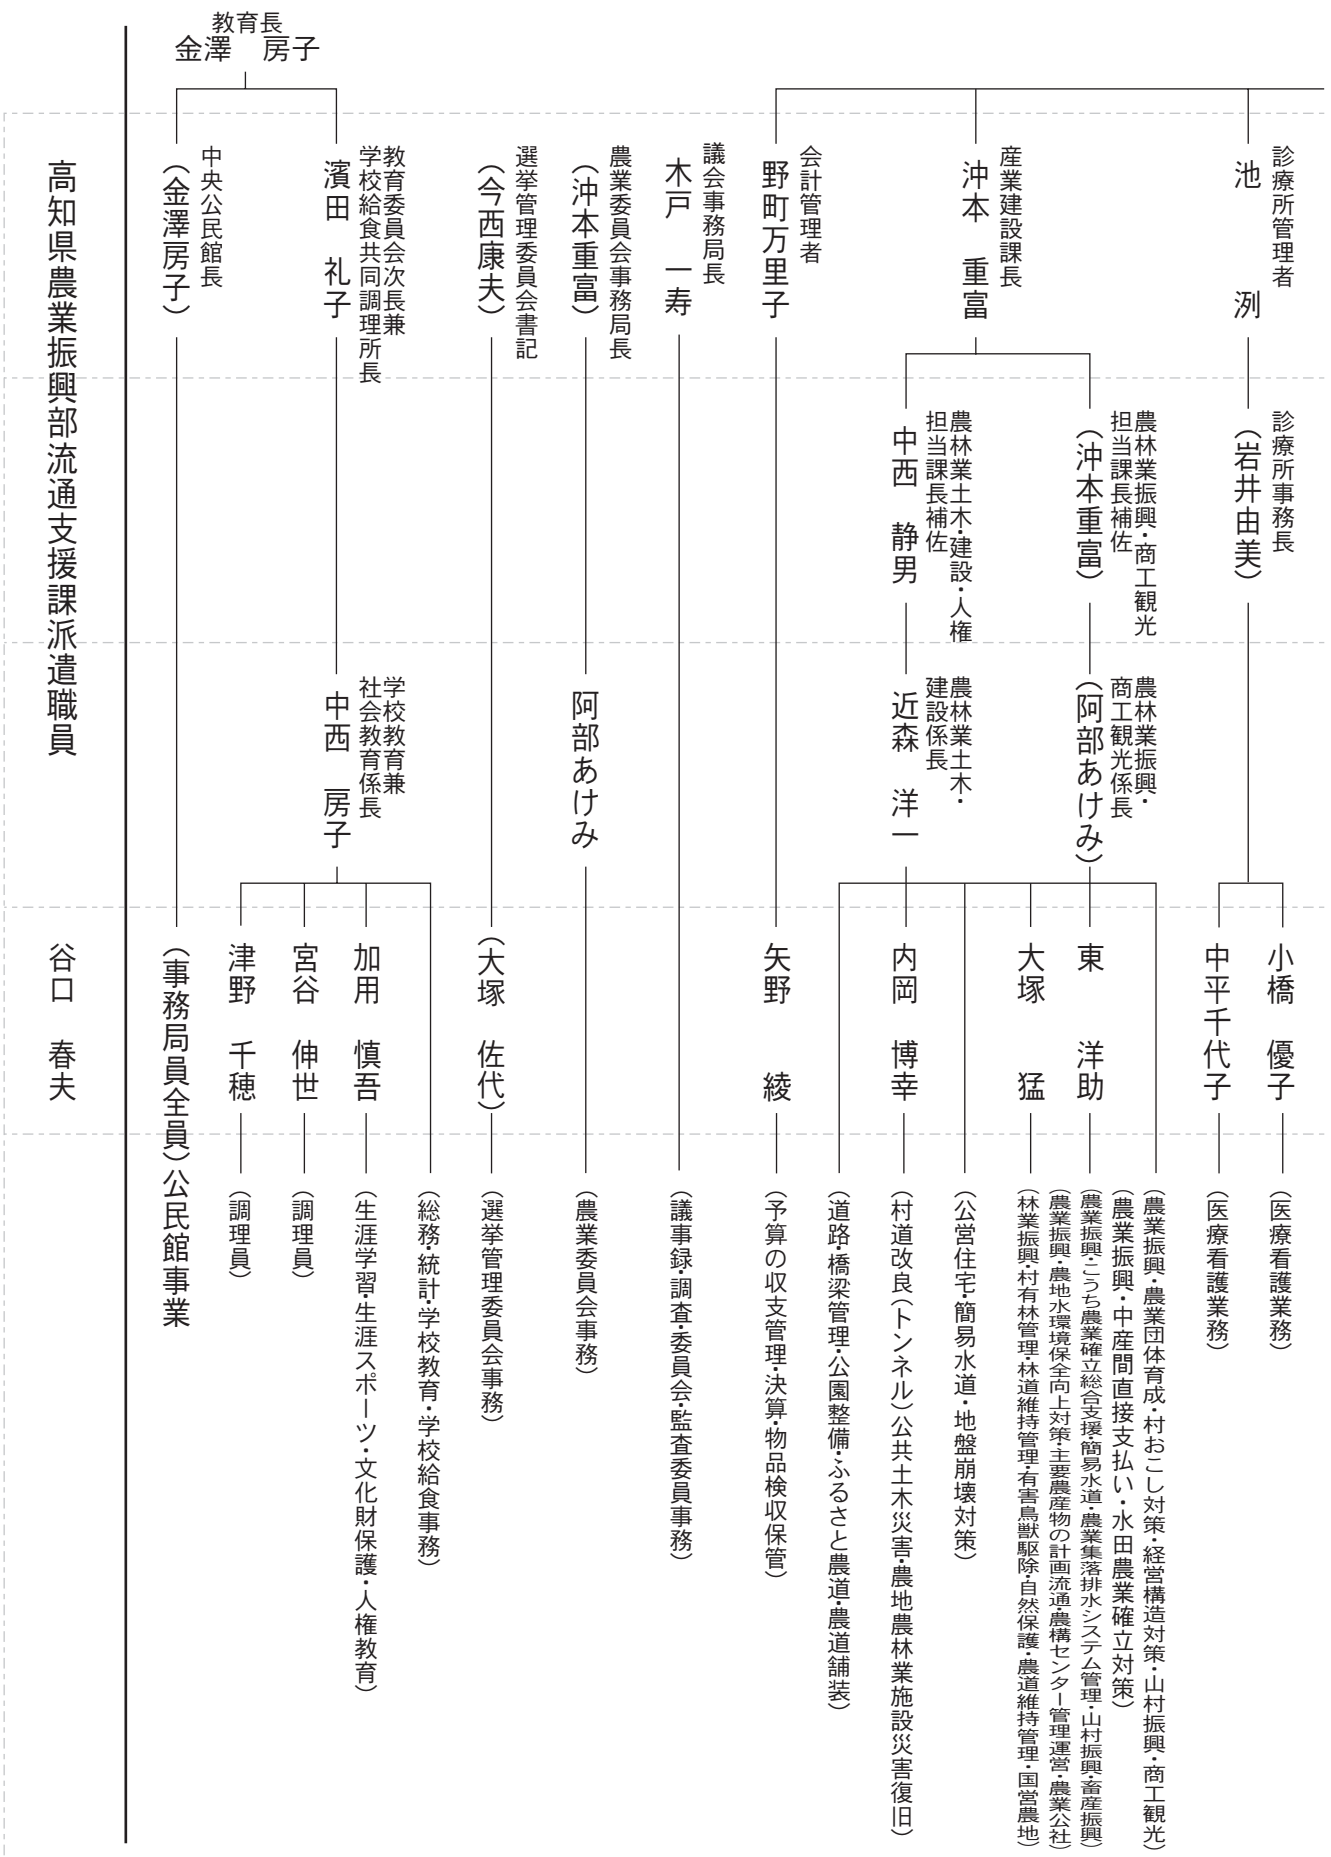 診療所管理者
池　　洌
診療所事務長
（岩井由美）
小橋　優子
（医療看護業務）
中平千代子
（医療看護業務）
産業建設課長
沖本　重富
農林業振興・商工観光
担当課長補佐
（沖本重富）
農林業振興・
商工観光係長
（阿部あけみ）
（農業振興・農業団体育成・村おこし対策・経営構造対策・山村振興・商工観光）
（農業振興・中産間直接支払い・水田農業確立対策）
東　　洋助
（農業振興・こうち農業確立総合支援・簡易水道・農業集落排水システム管理・山村振興・畜産振興）
（農業振興・農地水環境保全向上対策・主要農産物の計画流通・農構センター管理運営・農業公社）
大塚　　猛
（林業振興・村有林管理・林道維持管理・有害鳥獣駆除・自然保護・農道維持管理・国営農地）
農林業土木・建設・人権
担当課長補佐
中西　静男
農林業土木・
建設係長
近森　洋一
（公営住宅・簡易水道・地盤崩壊対策）
内岡　博幸
（村道改良（トンネル）公共土木災害・農地農林業施設災害復旧）
（道路・橋梁管理・公園整備・ふるさと農道・農道舗装）
会計管理者
野町万里子
矢野　　綾
（予算の収支管理・決算・物品検収保管）
議会事務局長
木戸　一寿
（議事録・調査・委員会・監査委員事務）
農業委員会事務局長
（沖本重富）
阿部あけみ
（農業委員会事務）
選挙管理委員会書記
（今西康夫）
（大塚　佐代）
（選挙管理委員会事務）
教育長
金澤　房子
教育委員会次長兼
学校給食共同調理所長
濱田　礼子
学校教育兼
社会教育係長
中西　房子
（総務・統計・学校教育・学校給食事務）
加用　慎吾
（生涯学習・生涯スポーツ・文化財保護・人権教育）
宮谷　伸世
（調理員）
津野　千穂
（調理員）
中央公民館長
（金澤房子）
（事務局員全員）公民館事業
高知県農業振興部流通支援課派遣職員
谷口　春夫